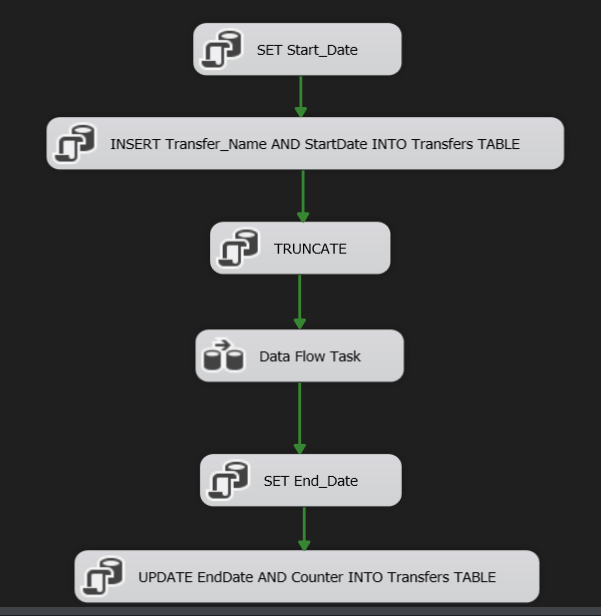 SET Start_Date
INSERT Transfer_Name AND StartDate INTO Transfers TABLE
TRUNCATE
Data Flow Task
SET End_Date
UPDATE EndDate AND Counter INTO Transfers TABLE